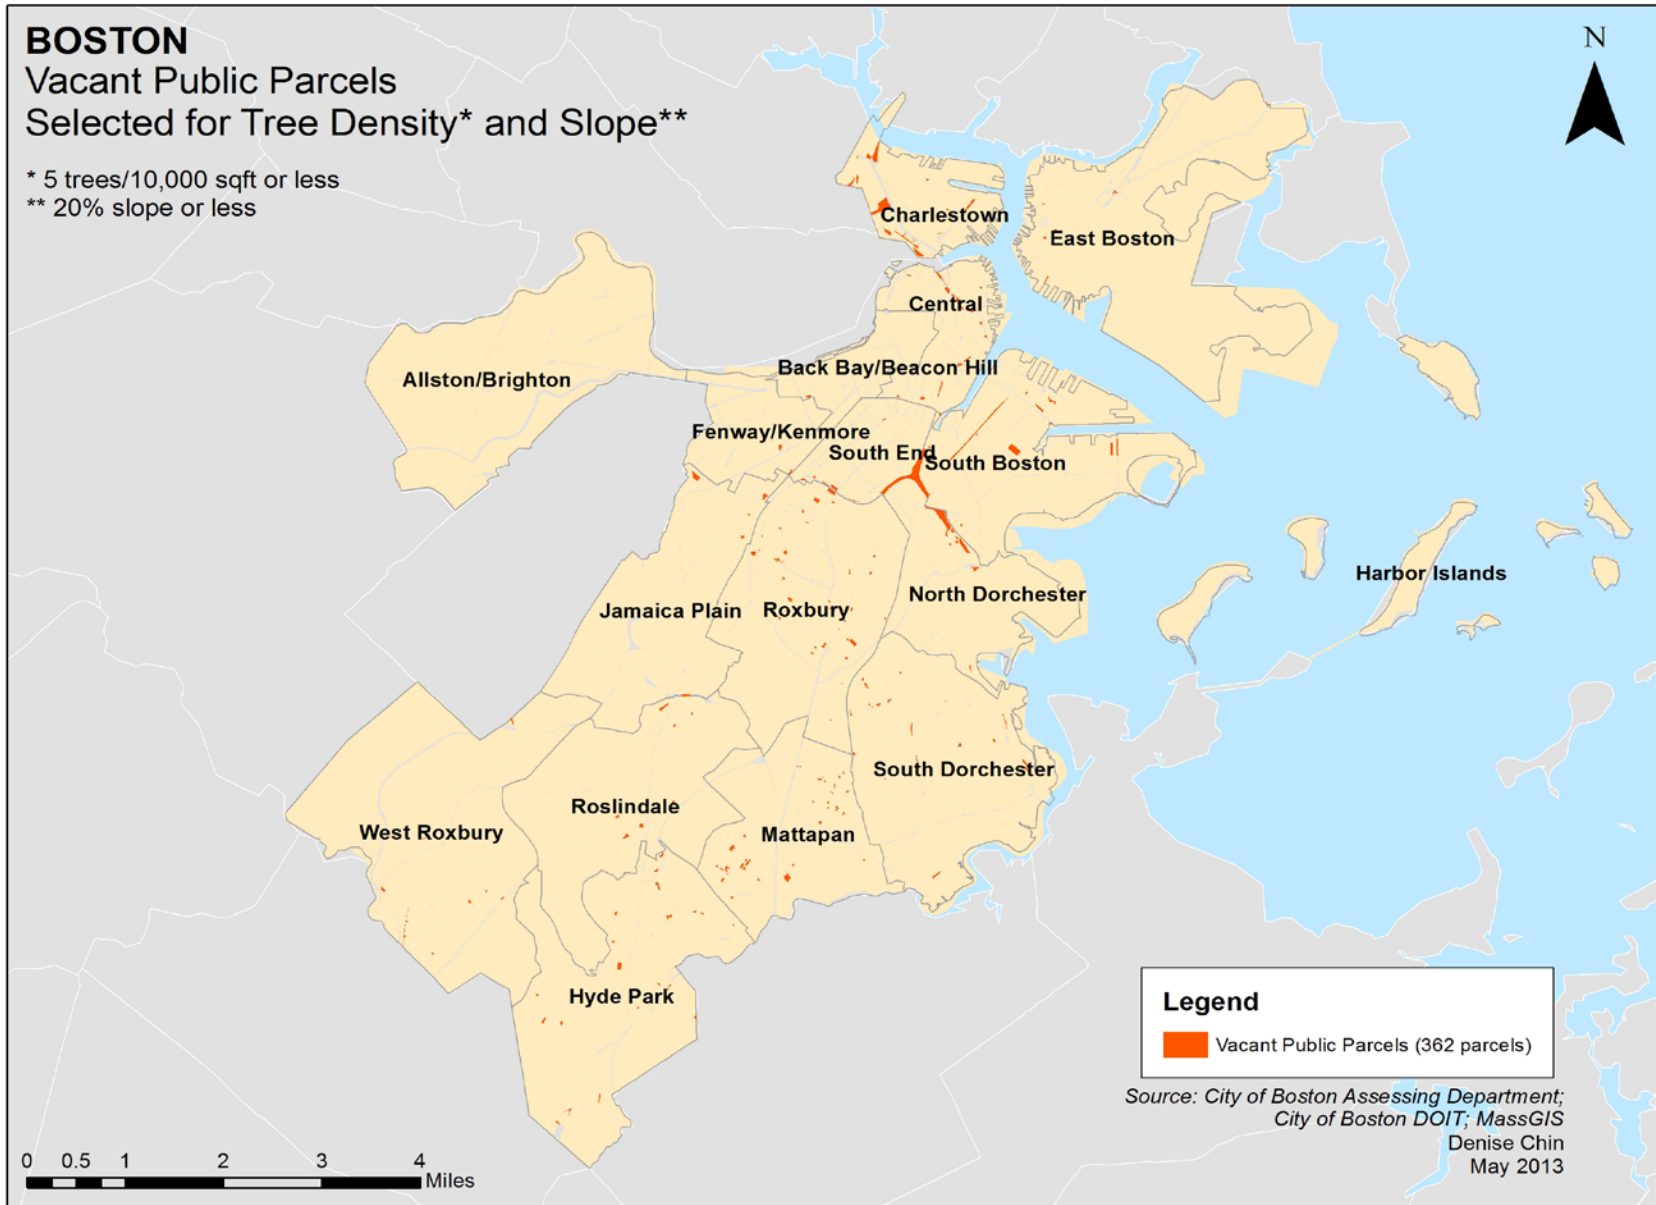 BOSTON
Vacant Public Parcels
Selected for Tree Density* and Slope**
* 5 trees/10,000 sqft or less
** 20% slope or less
N
Charlestown
East Boston
Central
Back Bay/Beacon Hill
Allston/Brighton
Fenway/Kenmore
South End
South Boston
Harbor Islands
North Dorchester
Jamaica Plain
Roxbury
South Dorchester
Roslindale
West Roxbury
Mattapan
Hyde Park
Legend
Vacant Public Parcels (362 parcels)
Source: City of Boston Assessing Department;
City of Boston DOIT; MassGIS
Denise Chin
May 2013
0 0.5 1 2 3 4
Miles